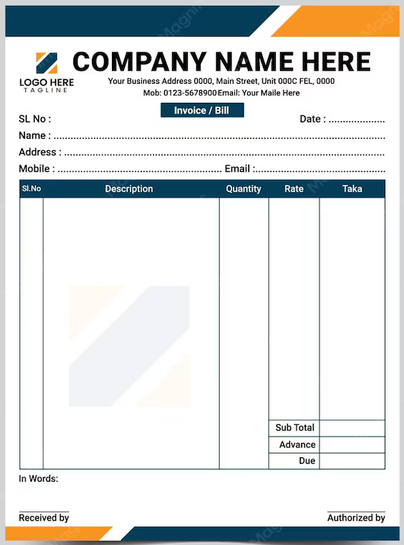 COMPANY NAME HERE
LOGO HERE
TAGLINE
Your Business Address 0000, Main Street, Unit 000C FEL, 0000
Mob: 0123-5678900Email: Your Maile Here
Invoice / Bill
SL No :
Date : ...................
Name : ................................................................................
Address : .............................................................................
Mobile : ........................................ Email :................................
Sl.No Description Quantity Rate Taka
Sub Total
Advance
Due
In Words:
Received by Authorized by